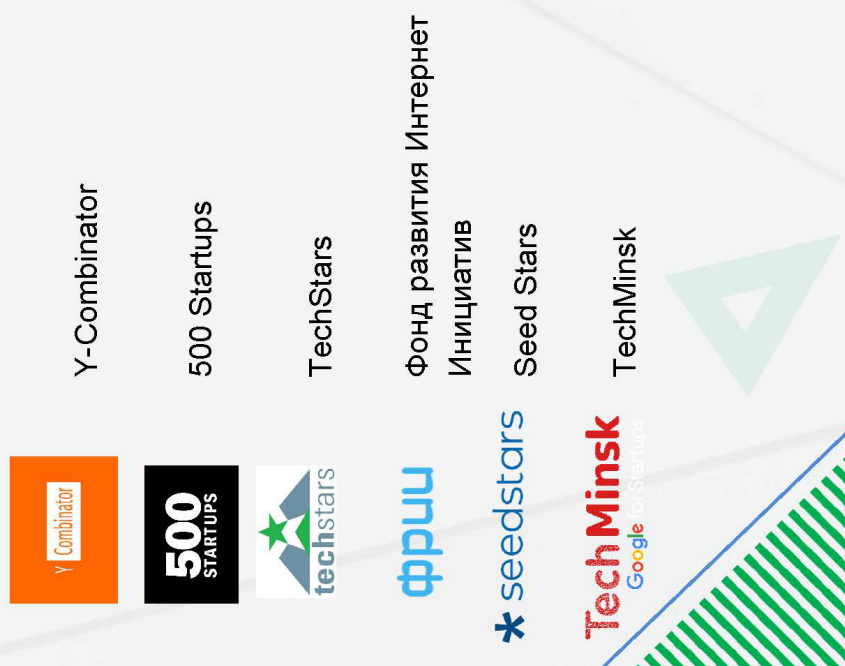 Y Combinator
Y-Combinator
500
STARTUPS
500 Startups
techstars
TechStars
фрии
Фонд развития Интернет
Инициатив
seedstars
Seed Stars
TechMinsk
Google for Startups
TechMinsk